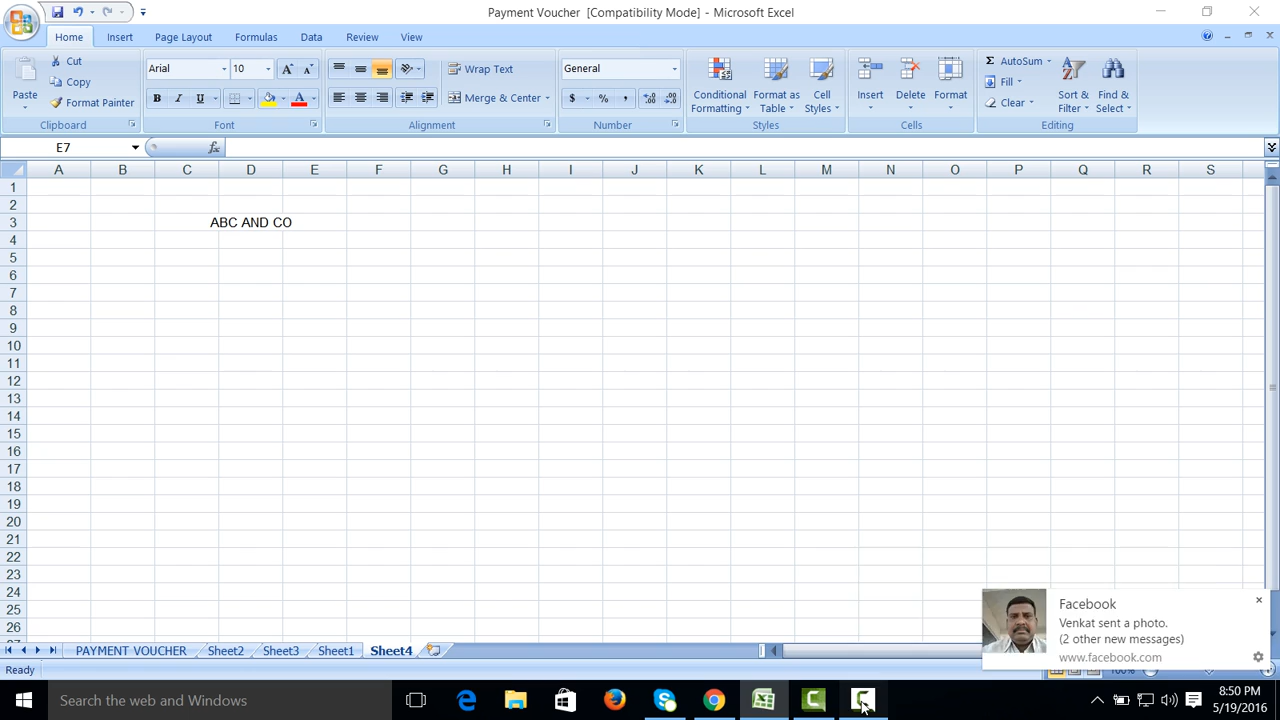 Payment Voucher [Compatibility Mode] - Microsoft Excel
Home Insert Page Layout Formulas Data Review View
Cut
Copy
Format Painter
Paste
Clipboard
Arial 10
B I U
Font
Wrap Text
Merge & Center
Alignment
General
$ % ,
Number
Conditional Formatting
Format as Table
Cell Styles
Styles
Insert Delete Format
Cells
Σ AutoSum
Fill
Clear
Sort & Filter
Find & Select
Editing
E7 fx
A B C D E F G H I J K L M N O P Q R S
1
2
3 ABC AND CO
4
5
6
7
8
9
10
11
12
13
14
15
16
17
18
19
20
21
22
23
24
25
26
Facebook
Venkat sent a photo.
(2 other new messages)
www.facebook.com
PAYMENT VOUCHER Sheet2 Sheet3 Sheet1 Sheet4
Ready
Search the web and Windows
8:50 PM
5/19/2016